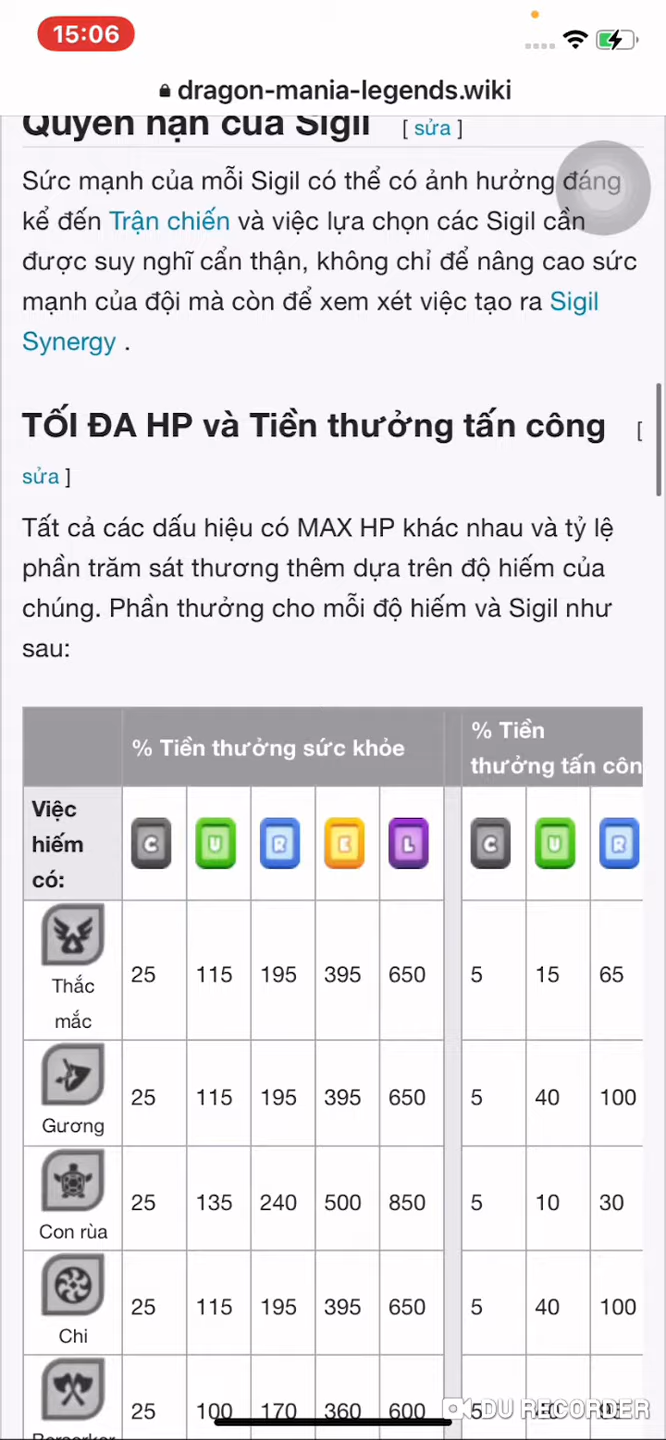 15:06
dragon-mania-legends.wiki
Quyền hạn của Sigil [ sửa ]
Sức mạnh của mỗi Sigil có thể có ảnh hưởng đáng
kể đến Trận chiến và việc lựa chọn các Sigil cần
được suy nghĩ cẩn thận, không chỉ để nâng cao sức
mạnh của đội mà còn để xem xét việc tạo ra Sigil
Synergy .
TỐI ĐA HP và Tiền thưởng tấn công [
sửa ]
Tất cả các dấu hiệu có MAX HP khác nhau và tỷ lệ
phần trăm sát thương thêm dựa trên độ hiếm của
chúng. Phần thưởng cho mỗi độ hiếm và Sigil như
sau:
% Tiền thưởng sức khỏe
% Tiền
thưởng tấn côn
Việc
hiếm
có:
C U R E L C U R
Thắc
mắc
25 115 195 395 650 5 15 65
Gương
25 115 195 395 650 5 40 100
Con rùa
25 135 240 500 850 5 10 30
Chi
25 115 195 395 650 5 40 100
Berserker
25 100 170 360 600 5
DU RECORDER